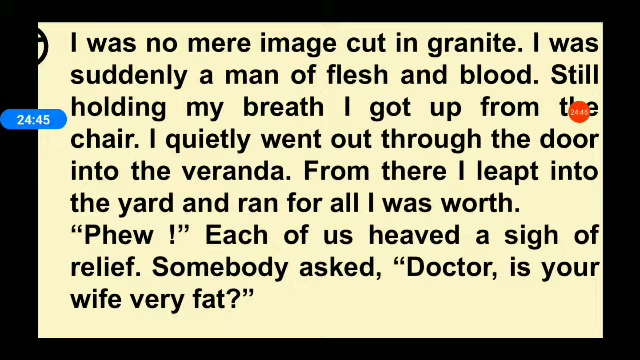 I was no mere image cut in granite. I was
suddenly a man of flesh and blood. Still
24:45
holding my breath I got up from the
24:45
chair. I quietly went out through the door
into the veranda. From there I leapt into
the yard and ran for all I was worth.
“Phew !” Each of us heaved a sigh of
relief. Somebody asked, “Doctor, is your
wife very fat?”